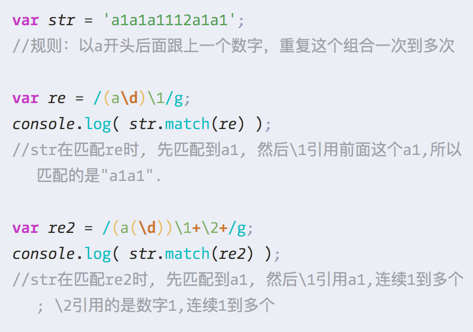 var str = 'a1a1a1112a1a1';
//规则：以a开头后面跟上一个数字，重复这个组合一次到多次
var re = /(a\d)\1/g;
console.log( str.match(re) );
//str在匹配re时, 先匹配到a1, 然后\1引用前面这个a1,所以
匹配的是"a1a1".
var re2 = /(a(\d))\1+\2+/g;
console.log( str.match(re2) );
//str在匹配re2时, 先匹配到a1, 然后\1引用a1,连续1到多个
; \2引用的是数字1,连续1到多个